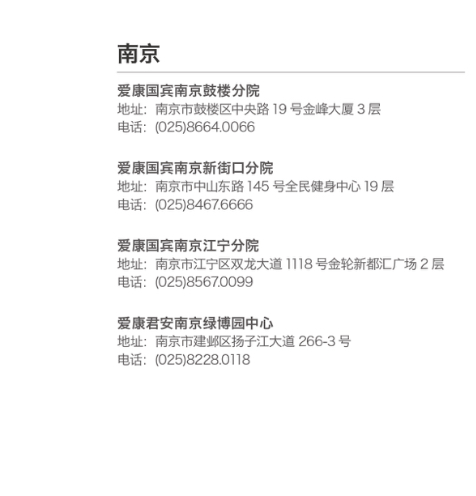 南京
爱康国宾南京鼓楼分院
地址：南京市鼓楼区中央路 19 号金峰大厦 3 层
电话：(025)8664.0066
爱康国宾南京新街口分院
地址：南京市中山东路 145 号全民健身中心 19 层
电话：(025)8467.6666
爱康国宾南京江宁分院
地址：南京市江宁区双龙大道 1118 号金轮新都汇广场 2 层
电话：(025)8567.0099
爱康君安南京绿博园中心
地址：南京市建邺区扬子江大道 266-3 号
电话：(025)8228.0118